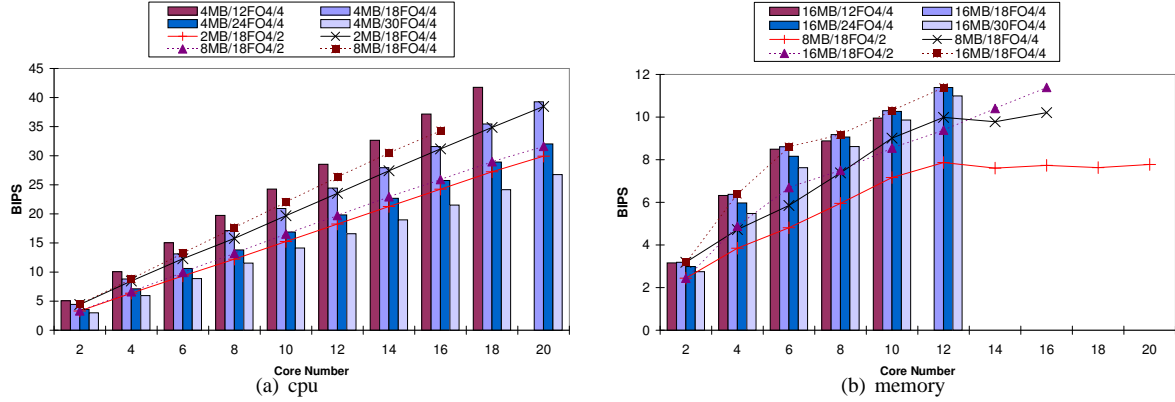 4MB/12FO4/4 4MB/18FO4/4
4MB/24FO4/4 4MB/30FO4/4
2MB/18FO4/2 2MB/18FO4/4
8MB/18FO4/2 8MB/18FO4/4
45
40
35
30
25
20
15
10
5
0
BIPS
2 4 6 8 10 12 14 16 18 20
Core Number
(a) cpu
16MB/12FO4/4 16MB/18FO4/4
16MB/24FO4/4 16MB/30FO4/4
8MB/18FO4/2 8MB/18FO4/4
16MB/18FO4/2 16MB/18FO4/4
12
10
8
6
4
2
0
BIPS
2 4 6 8 10 12 14 16 18 20
Core Number
(b) memory